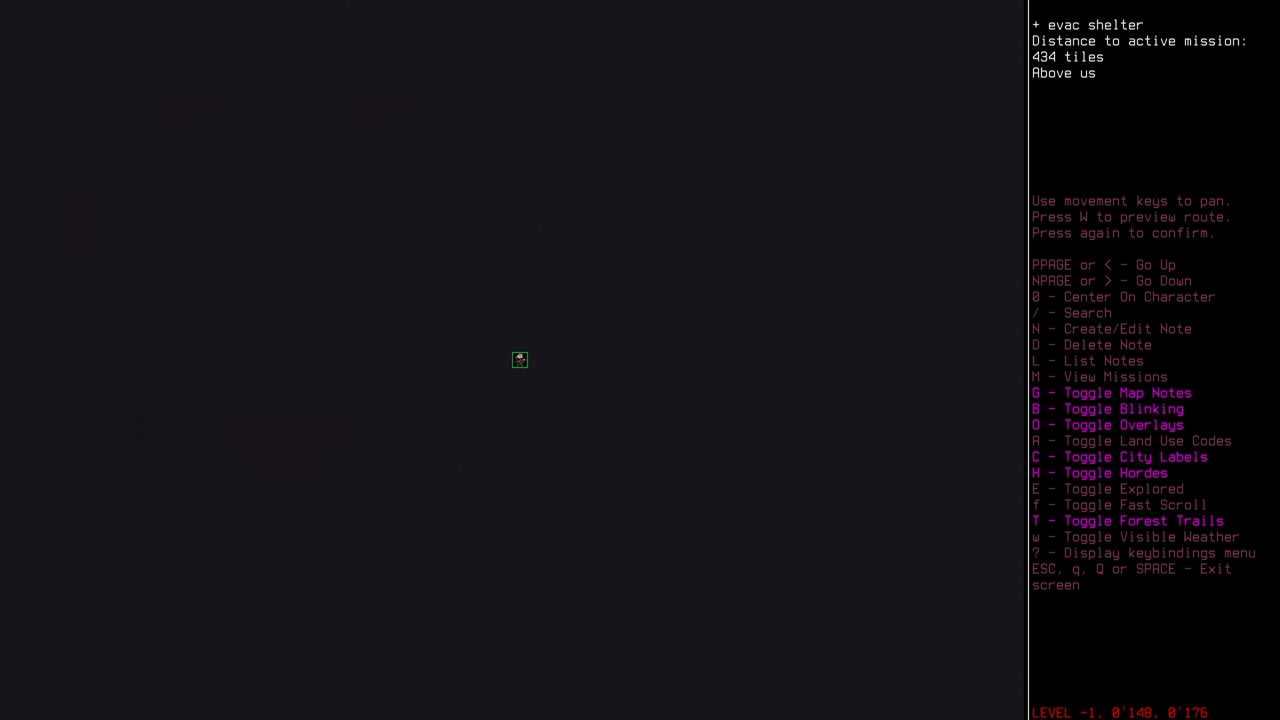 + evac shelter
Distance to active mission:
434 tiles
Above us
Use movement keys to pan.
Press W to preview route.
Press again to confirm.
PPAGE or < - Go Up
NPAGE or > - Go Down
0 - Center On Character
/ - Search
N - Create/Edit Note
D - Delete Note
L - List Notes
M - View Missions
G - Toggle Map Notes
B - Toggle Blinking
O - Toggle Overlays
A - Toggle Land Use Codes
C - Toggle City Labels
H - Toggle Hordes
E - Toggle Explored
f - Toggle Fast Scroll
T - Toggle Forest Trails
w - Toggle Visible Weather
? - Display keybindings menu
ESC, q, Q or SPACE - Exit
screen
LEVEL -1, 0'148, 0'176